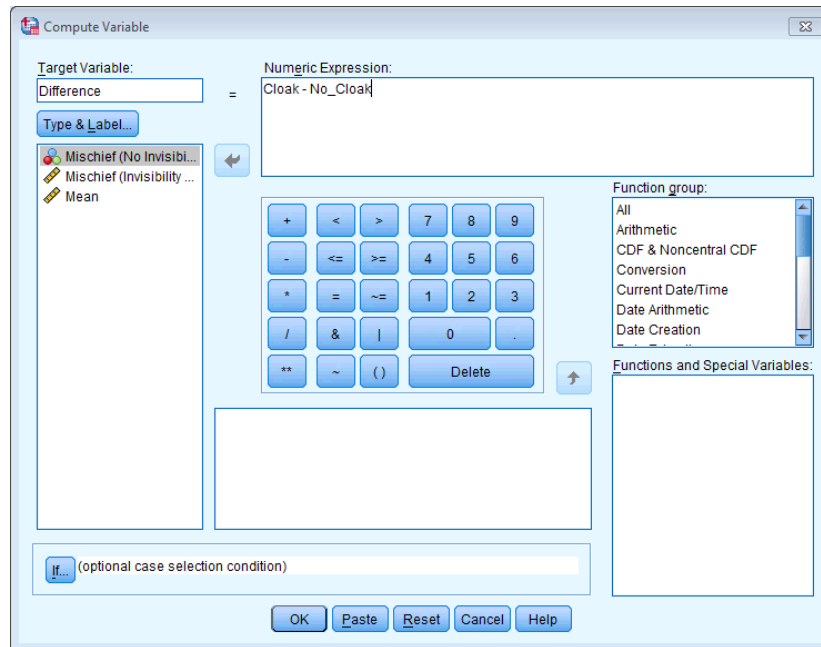 Compute Variable
Target Variable:
Difference
=
Numeric Expression:
Cloak - No_Cloak
Type & Label...
Mischief (No Invisibi...
Mischief (Invisibility ...
Mean
+ < > 7 8 9
- <= >= 4 5 6
* = ~= 1 2 3
/ & | 0 .
** ~ ( ) Delete
Function group:
All
Arithmetic
CDF & Noncentral CDF
Conversion
Current Date/Time
Date Arithmetic
Date Creation
Functions and Special Variables:
If... (optional case selection condition)
OK Paste Reset Cancel Help